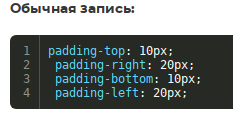 Обычная запись:
1 padding-top: 10px;
2 padding-right: 20px;
3 padding-bottom: 10px;
4 padding-left: 20px;